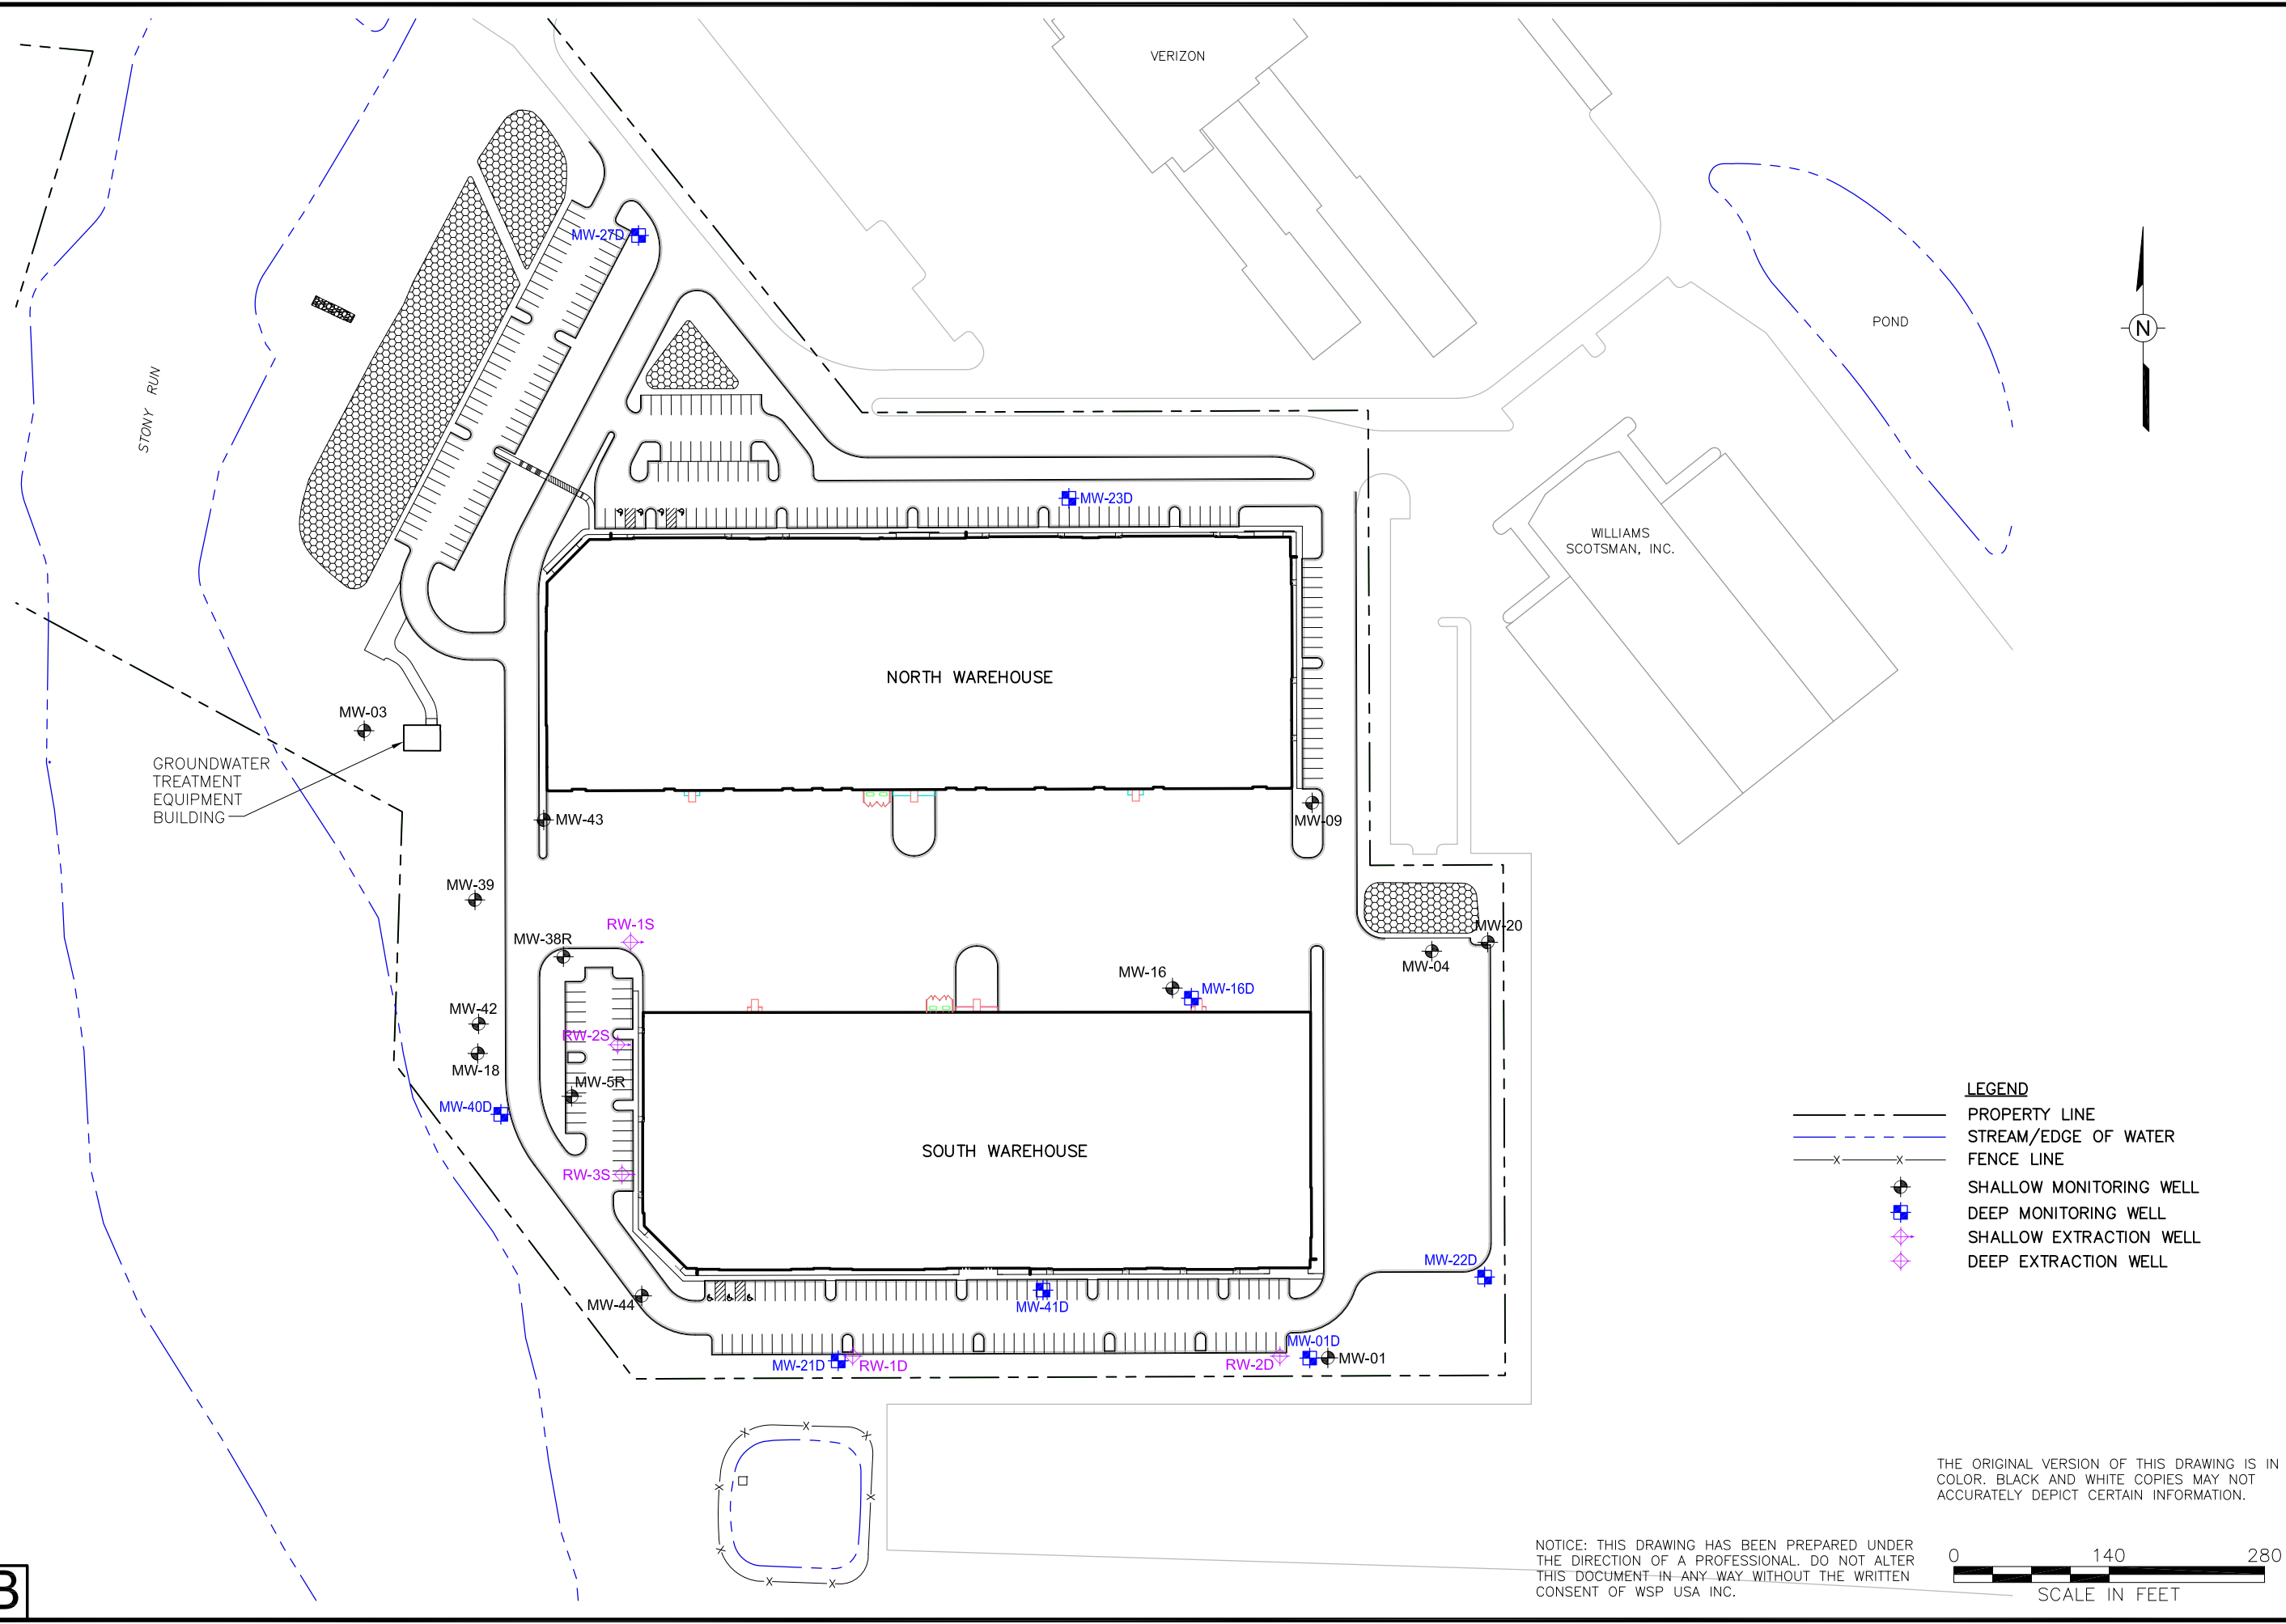 VERIZON
MW-27D
POND
N
STONY RUN
MW-23D
WILLIAMS
SCOTSMAN, INC.
NORTH WAREHOUSE
MW-03
GROUNDWATER
TREATMENT
EQUIPMENT
BUILDING
MW-43
MW-09
MW-39
RW-1S
MW-38R
MW-20
MW-04
MW-16
MW-16D
MW-42
RW-2S
MW-18
MW-5R
MW-40D
SOUTH WAREHOUSE
RW-3S
MW-22D
MW-44
MW-41D
MW-01D
MW-21D
RW-1D
RW-2D
MW-01
LEGEND
PROPERTY LINE
STREAM/EDGE OF WATER
X X FENCE LINE
SHALLOW MONITORING WELL
DEEP MONITORING WELL
SHALLOW EXTRACTION WELL
DEEP EXTRACTION WELL
X X X X X X X X X
THE ORIGINAL VERSION OF THIS DRAWING IS IN
COLOR. BLACK AND WHITE COPIES MAY NOT
ACCURATELY DEPICT CERTAIN INFORMATION.
NOTICE: THIS DRAWING HAS BEEN PREPARED UNDER
THE DIRECTION OF A PROFESSIONAL. DO NOT ALTER
THIS DOCUMENT IN ANY WAY WITHOUT THE WRITTEN
CONSENT OF WSP USA INC.
0 140 280
SCALE IN FEET
B